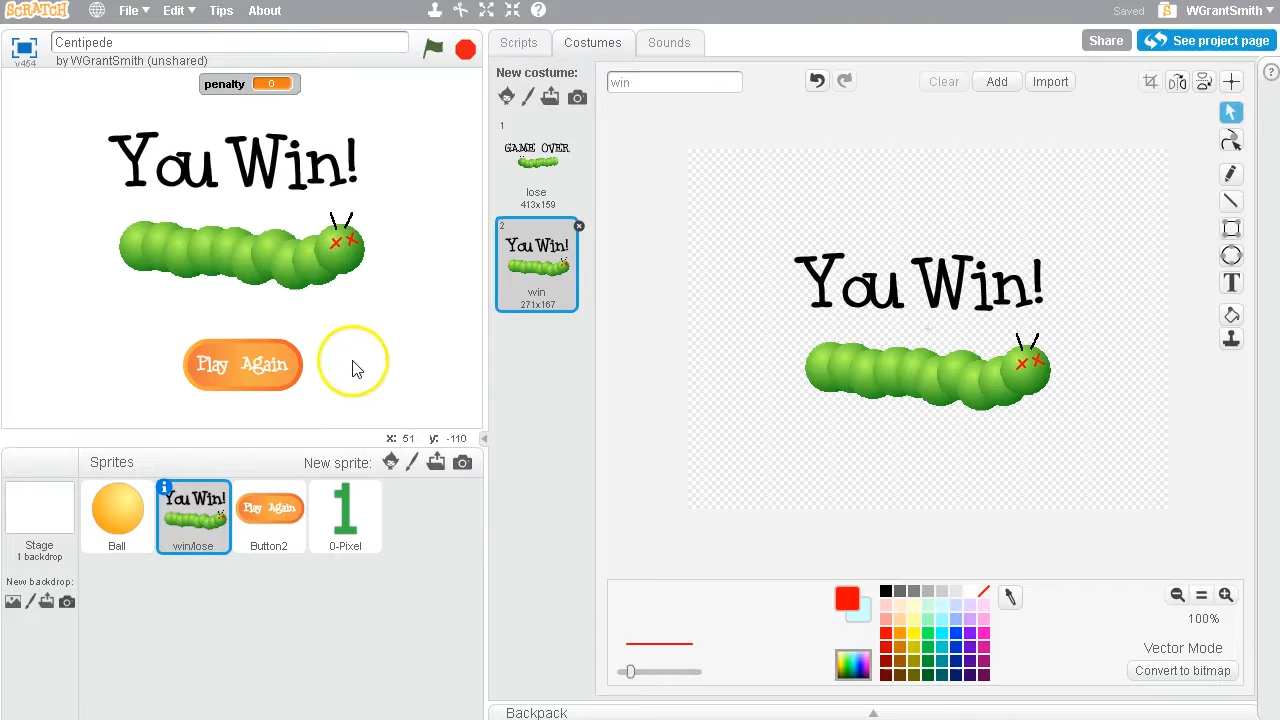 SCRATCH File Edit Tips About Saved S WGrantSmith
Centipede
by WGrantSmith (unshared)
v464
Scripts Costumes Sounds
Share See project page
penalty 0
You Win!
Play Again
X: 51 y: -110
New costume:
1
GAME OVER
lose
413x159
2
You Win!
win
271x167
win
Clear Add Import
T
You Win!
100%
Vector Mode
Convert to bitmap
Sprites New sprite:
Stage
1 backdrop
New backdrop:
Ball
You Win!
win/lose
Play Again
Button2
1
0-Pixel
Backpack